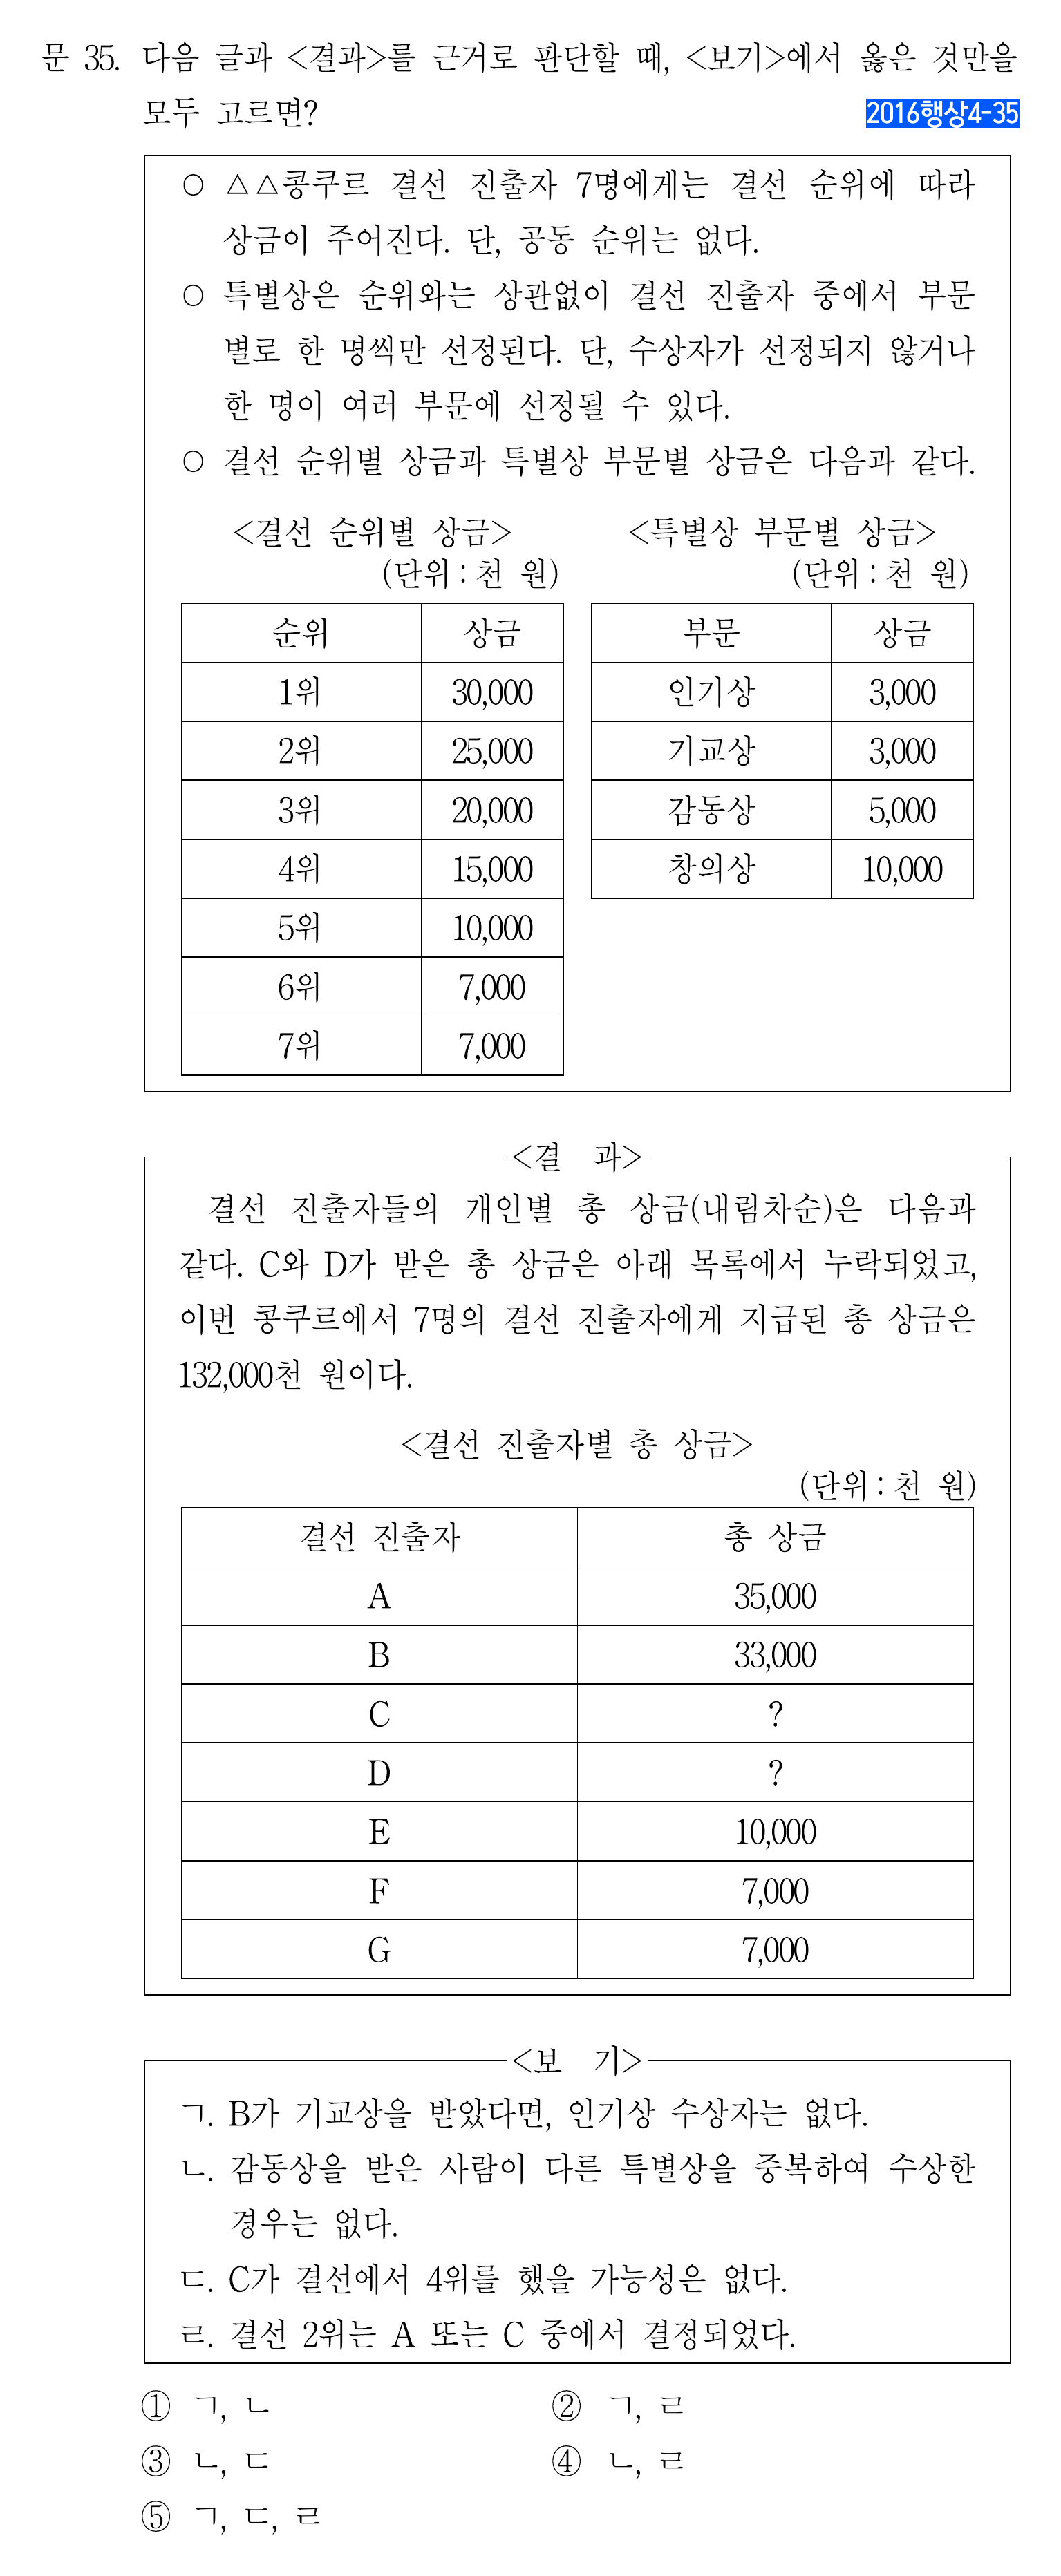 문 35. 다음 글과 <결과>를 근거로 판단할 때, <보기>에서 옳은 것만을
모두 고르면?
2016행상4-35
○ △△콩쿠르 결선 진출자 7명에게는 결선 순위에 따라
상금이 주어진다. 단, 공동 순위는 없다.
○ 특별상은 순위와는 상관없이 결선 진출자 중에서 부문
별로 한 명씩만 선정된다. 단, 수상자가 선정되지 않거나
한 명이 여러 부문에 선정될 수 있다.
○ 결선 순위별 상금과 특별상 부문별 상금은 다음과 같다.
<결선 순위별 상금>
(단위 : 천 원)
순위 상금
1위 30,000
2위 25,000
3위 20,000
4위 15,000
5위 10,000
6위 7,000
7위 7,000
<특별상 부문별 상금>
(단위 : 천 원)
부문 상금
인기상 3,000
기교상 3,000
감동상 5,000
창의상 10,000
<결 과>
결선 진출자들의 개인별 총 상금(내림차순)은 다음과
같다. C와 D가 받은 총 상금은 아래 목록에서 누락되었고,
이번 콩쿠르에서 7명의 결선 진출자에게 지급된 총 상금은
132,000천 원이다.
<결선 진출자별 총 상금>
(단위 : 천 원)
결선 진출자 총 상금
A 35,000
B 33,000
C ?
D ?
E 10,000
F 7,000
G 7,000
<보 기>
ㄱ. B가 기교상을 받았다면, 인기상 수상자는 없다.
ㄴ. 감동상을 받은 사람이 다른 특별상을 중복하여 수상한
경우는 없다.
ㄷ. C가 결선에서 4위를 했을 가능성은 없다.
ㄹ. 결선 2위는 A 또는 C 중에서 결정되었다.
① ㄱ, ㄴ
② ㄱ, ㄹ
③ ㄴ, ㄷ
④ ㄴ, ㄹ
⑤ ㄱ, ㄷ, ㄹ